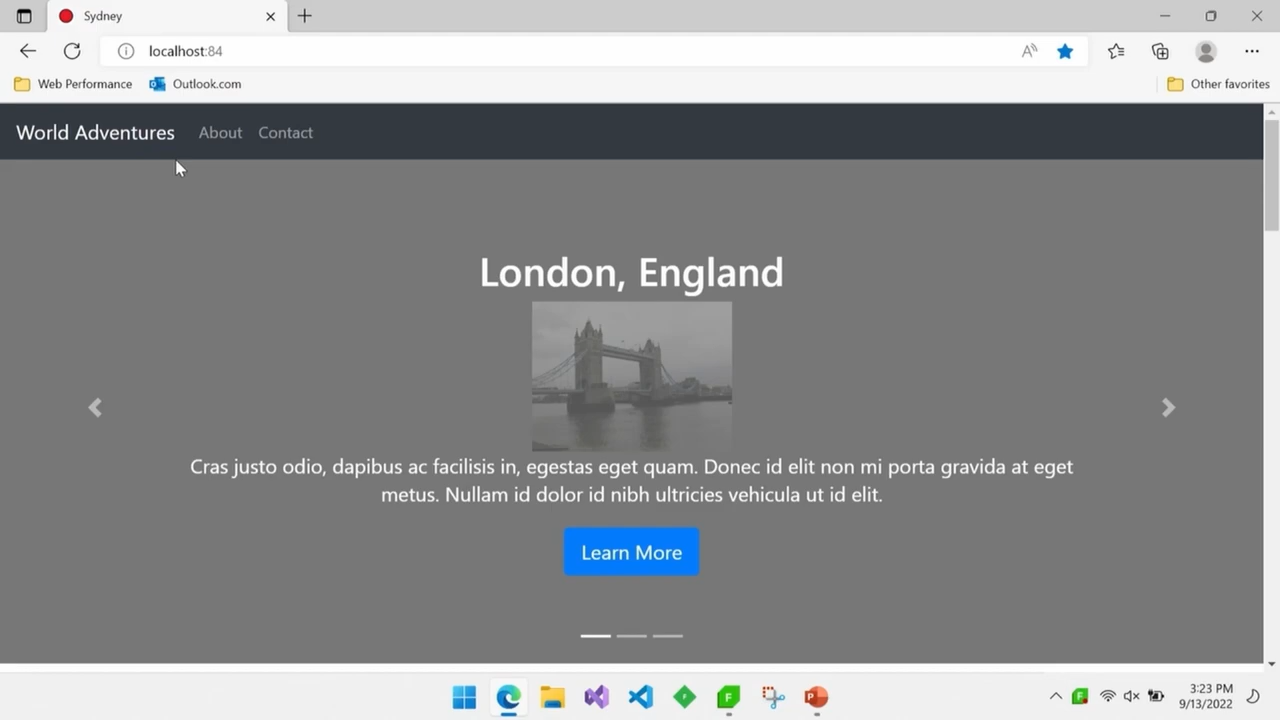 Sydney
localhost:84
Web Performance
Outlook.com
Other favorites
World Adventures
About
Contact
London, England
Cras justo odio, dapibus ac facilisis in, egestas eget quam. Donec id elit non mi porta gravida at eget
metus. Nullam id dolor id nibh ultricies vehicula ut id elit.
Learn More
3:23 PM
9/13/2022